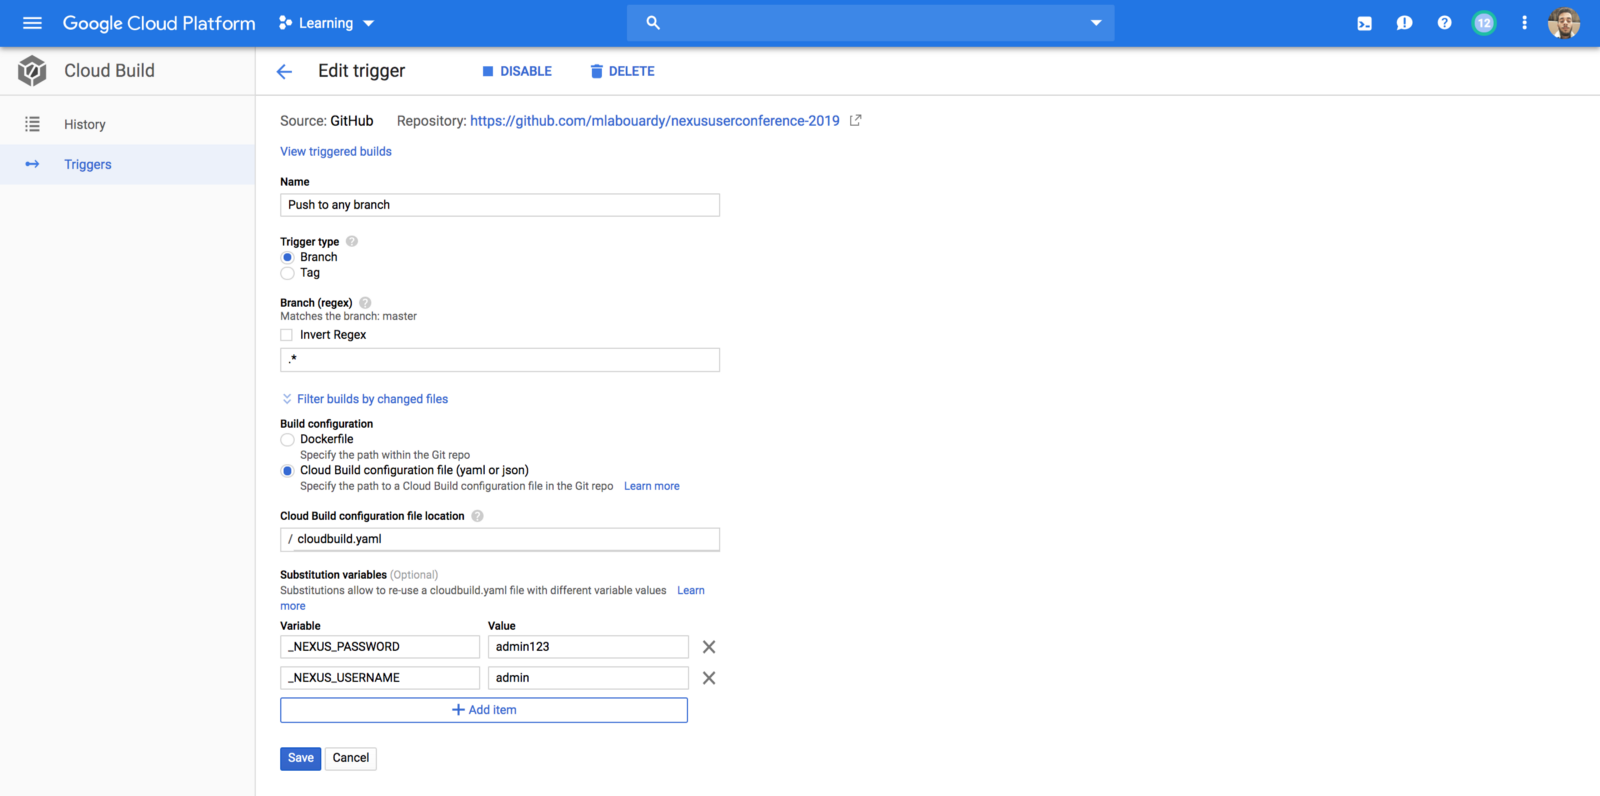 Google Cloud Platform
Learning
12
Cloud Build
Edit trigger
DISABLE
DELETE
History
Triggers
Source: GitHub
Repository: https://github.com/mlabouardy/nexususerconference-2019
View triggered builds
Name
Push to any branch
Trigger type
Branch
Tag
Branch (regex)
Matches the branch: master
Invert Regex
.*
Filter builds by changed files
Build configuration
Dockerfile
Specify the path within the Git repo
Cloud Build configuration file (yaml or json)
Specify the path to a Cloud Build configuration file in the Git repo Learn more
Cloud Build configuration file location
/ cloudbuild.yaml
Substitution variables (Optional)
Substitutions allow to re-use a cloudbuild.yaml file with different variable values Learn
more
Variable Value
_NEXUS_PASSWORD admin123
_NEXUS_USERNAME admin
+ Add item
Save Cancel